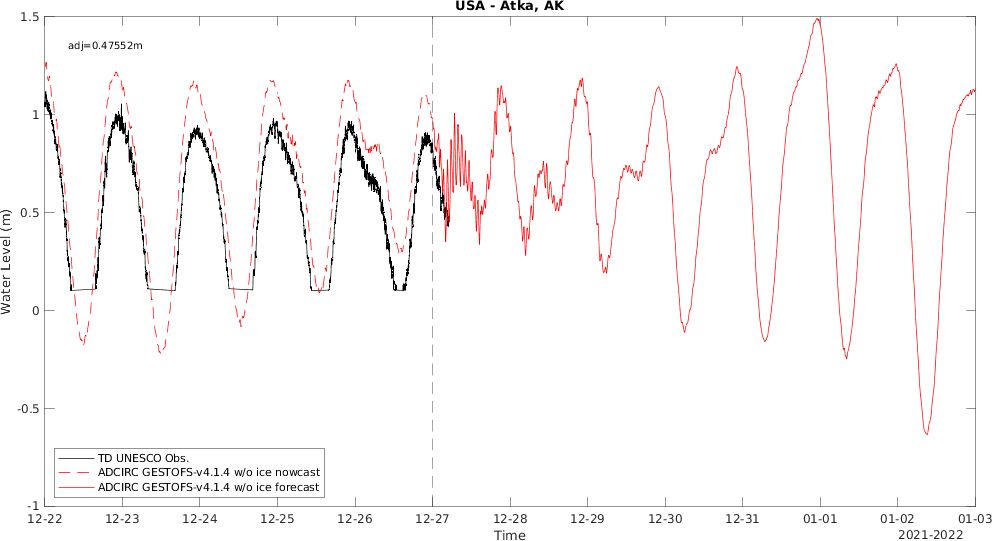 USA - Atka, AK
adj=0.47552m
1.5
1
0.5
0
-0.5
-1
Water Level (m)
TD UNESCO Obs.
ADCIRC GESTOFS-v4.1.4 w/o ice nowcast
ADCIRC GESTOFS-v4.1.4 w/o ice forecast
12-22 12-23 12-24 12-25 12-26 12-27 12-28 12-29 12-30 12-31 01-01 01-02 01-03
Time
2021-2022